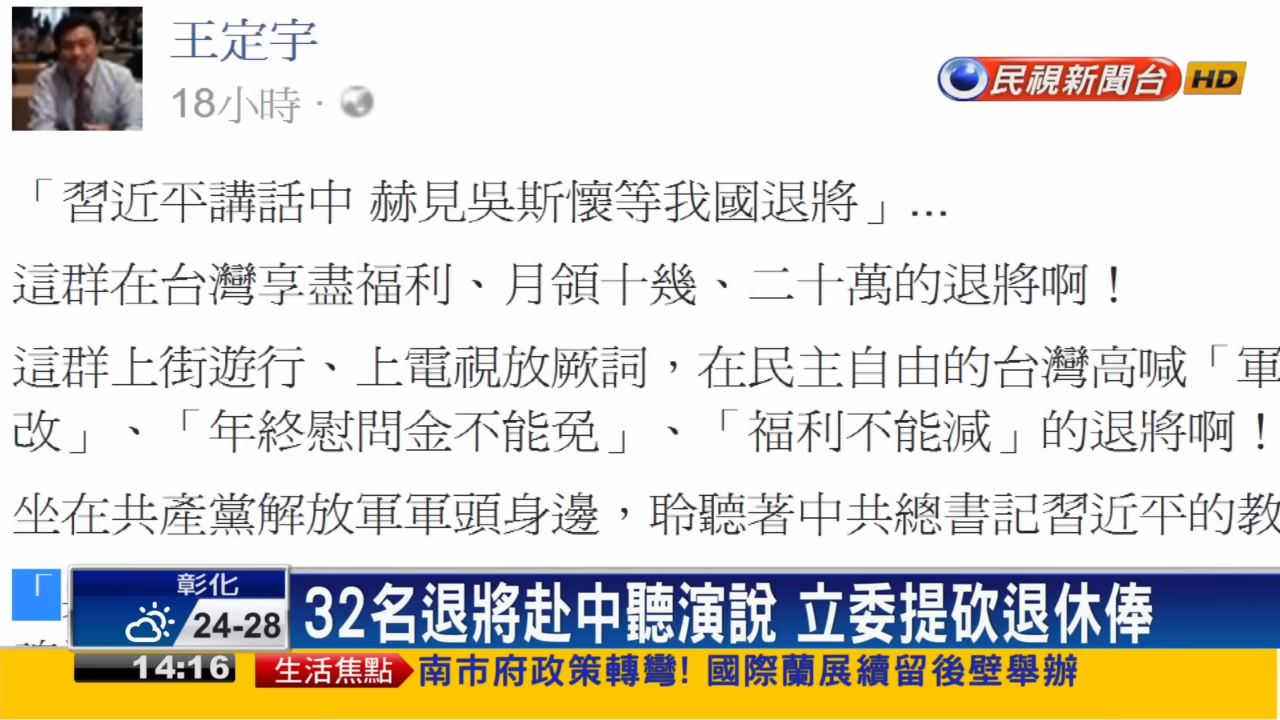 王定宇
18小時
民視新聞台 HD
「習近平講話中 赫見吳斯懷等我國退將」...
這群在台灣享盡福利、月領十幾、二十萬的退將啊！
這群上街遊行、上電視放厥詞，在民主自由的台灣高喊「軍
改」、「年終慰問金不能免」、「福利不能減」的退將啊！
坐在共產黨解放軍軍頭身邊，聆聽著中共總書記習近平的教
「
彰化
24-28
32名退將赴中聽演說 立委提砍退休俸
14:16
生活焦點
南市府政策轉彎! 國際蘭展續留後壁舉辦